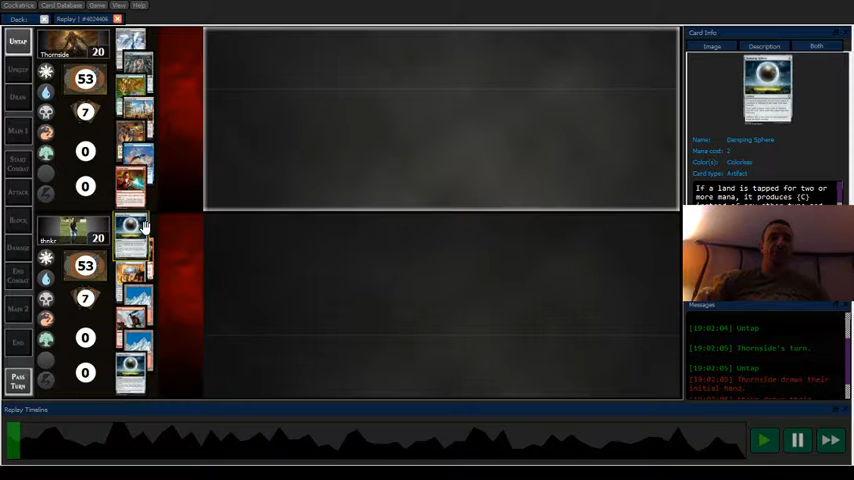 Cockatrice Card Database Game View Help
Deck: Replay | #4024406
UNTAP
UPKEEP
DRAW
MAIN 1
START COMBAT
ATTACK
BLOCK
DAMAGE
END COMBAT
MAIN 2
END
PASS TURN
Thornside 20
53
7
0
0
thnkr 20
53
7
0
0
Card Info
Image Description Both
Name: Damping Sphere
Mana cost: 2
Color(s): Colorless
Card type: Artifact
If a land is tapped for two or
more mana, it produces {C}
Messages
[19:02:04] Untap
[19:02:05] Thornside's turn.
[19:02:05] Untap
[19:02:05] Thornside draws their
initial hand.
Replay Timeline